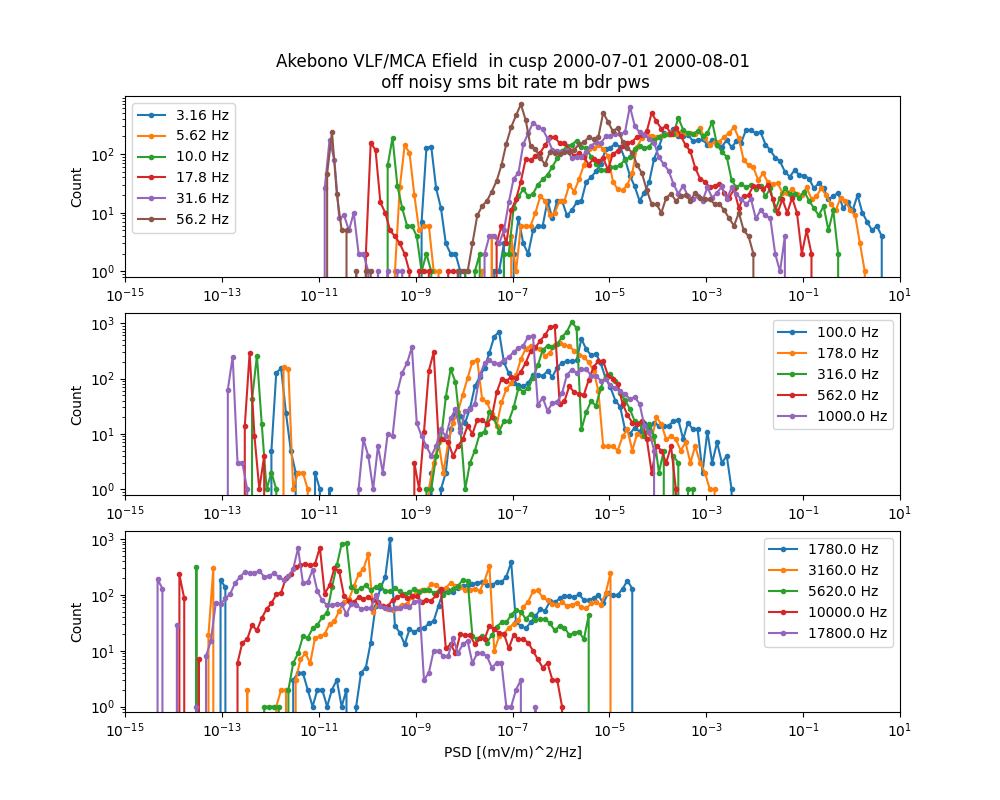 Akebono VLF/MCA Efield  in cusp 2000-07-01 2000-08-01
off noisy sms bit rate m bdr pws
Count
10^2
10^1
10^0
3.16 Hz
5.62 Hz
10.0 Hz
17.8 Hz
31.6 Hz
56.2 Hz
10^-15 10^-13 10^-11 10^-9 10^-7 10^-5 10^-3 10^-1 10^1
Count
10^3
10^2
10^1
10^0
100.0 Hz
178.0 Hz
316.0 Hz
562.0 Hz
1000.0 Hz
10^-15 10^-13 10^-11 10^-9 10^-7 10^-5 10^-3 10^-1 10^1
Count
10^3
10^2
10^1
10^0
1780.0 Hz
3160.0 Hz
5620.0 Hz
10000.0 Hz
17800.0 Hz
10^-15 10^-13 10^-11 10^-9 10^-7 10^-5 10^-3 10^-1 10^1
PSD [(mV/m)^2/Hz]